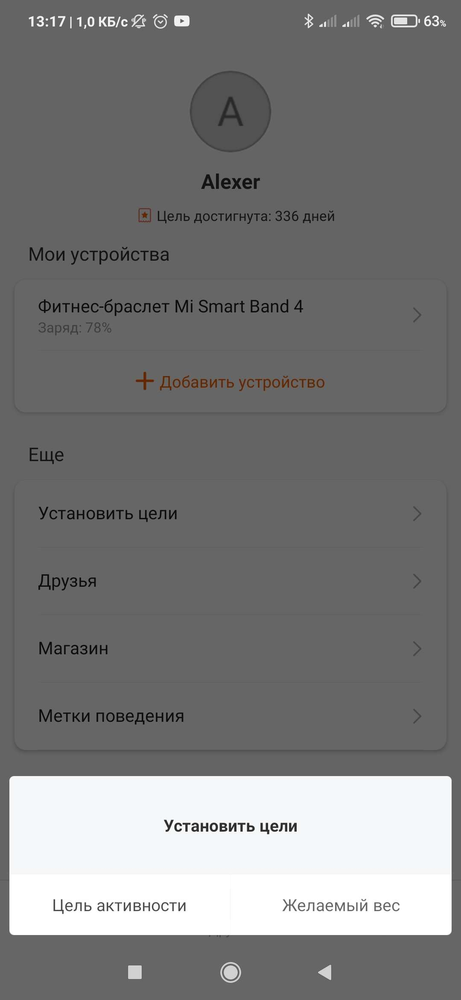 13:17 | 1,0 КБ/с 63%
A
Alexer
Цель достигнута: 336 дней
Мои устройства
Фитнес-браслет Mi Smart Band 4
Заряд: 78%
Добавить устройство
Еще
Установить цели
Друзья
Магазин
Метки поведения
Установить цели
Цель активности
Желаемый вес